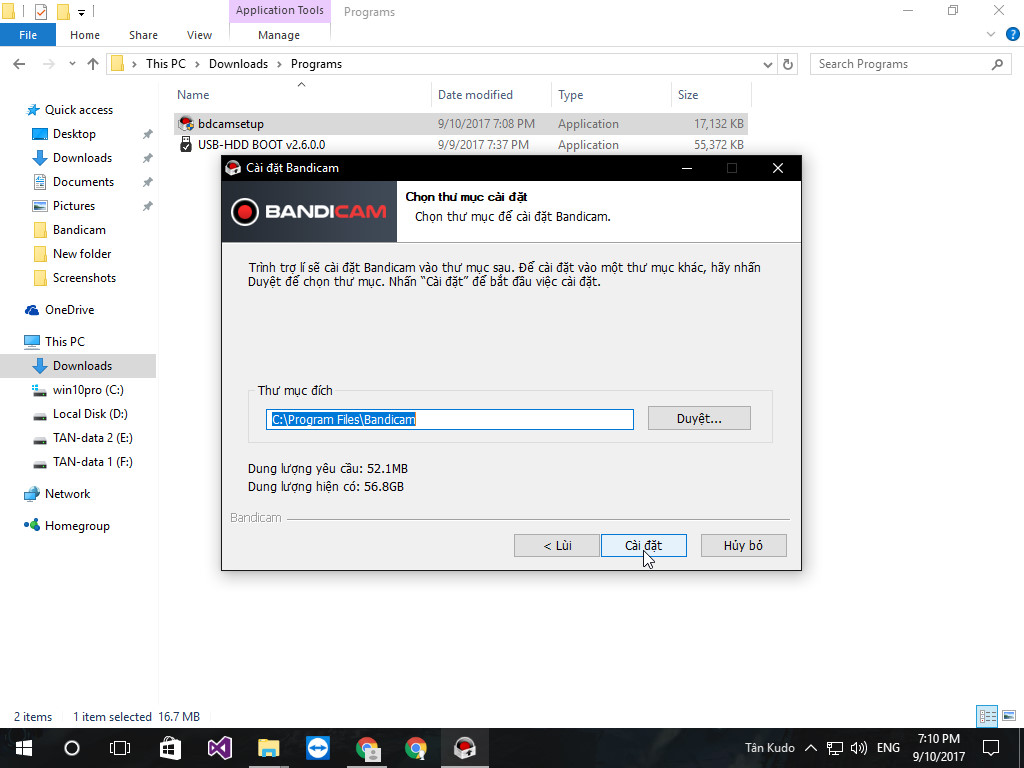 Application Tools
Programs
File
Home
Share
View
Manage
This PC
Downloads
Programs
Search Programs
Name
Date modified
Type
Size
Quick access
Desktop
Downloads
Documents
Pictures
Bandicam
New folder
Screenshots
OneDrive
This PC
Downloads
win10pro (C:)
Local Disk (D:)
TAN-data 2 (E:)
TAN-data 1 (F:)
Network
Homegroup
bdcamsetup 9/10/2017 7:08 PM Application 17,132 KB
USB-HDD BOOT v2.6.0.0 9/9/2017 7:37 PM Application 55,372 KB
Cài đặt Bandicam
BANDICAM
Chọn thư mục cài đặt
Chọn thư mục để cài đặt Bandicam.
Trình trợ lí sẽ cài đặt Bandicam vào thư mục sau. Để cài đặt vào một thư mục khác, hãy nhấn
Duyệt để chọn thư mục. Nhấn “Cài đặt” để bắt đầu việc cài đặt.
Thư mục đích
C:\Program Files\Bandicam
Duyệt...
Dung lượng yêu cầu: 52.1MB
Dung lượng hiện có: 56.8GB
Bandicam
< Lùi
Cài đặt
Hủy bỏ
2 items
1 item selected 16.7 MB
Tân Kudo
ENG
7:10 PM
9/10/2017